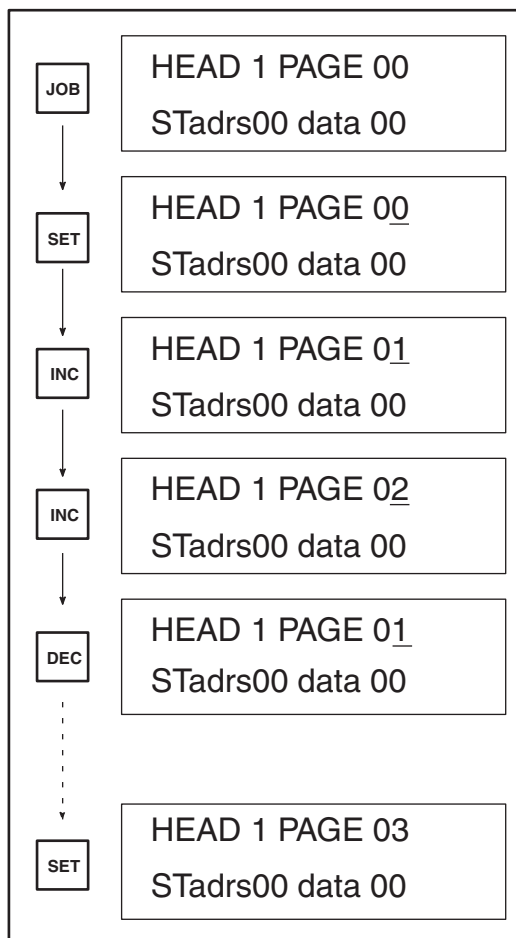 JOB
HEAD 1 PAGE 00
STadrs00 data 00
SET
HEAD 1 PAGE 00
STadrs00 data 00
INC
HEAD 1 PAGE 01
STadrs00 data 00
INC
HEAD 1 PAGE 02
STadrs00 data 00
DEC
HEAD 1 PAGE 01
STadrs00 data 00
SET
HEAD 1 PAGE 03
STadrs00 data 00